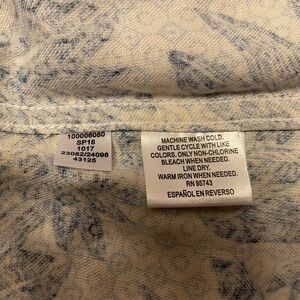 100006080
SP16
1017
23082/24096
43125
MACHINE WASH COLD.
GENTLE CYCLE WITH LIKE
COLORS. ONLY NON-CHLORINE
BLEACH WHEN NEEDED.
LINE DRY.
WARM IRON WHEN NEEDED.
RN 95743
ESPAÑOL EN REVERSO